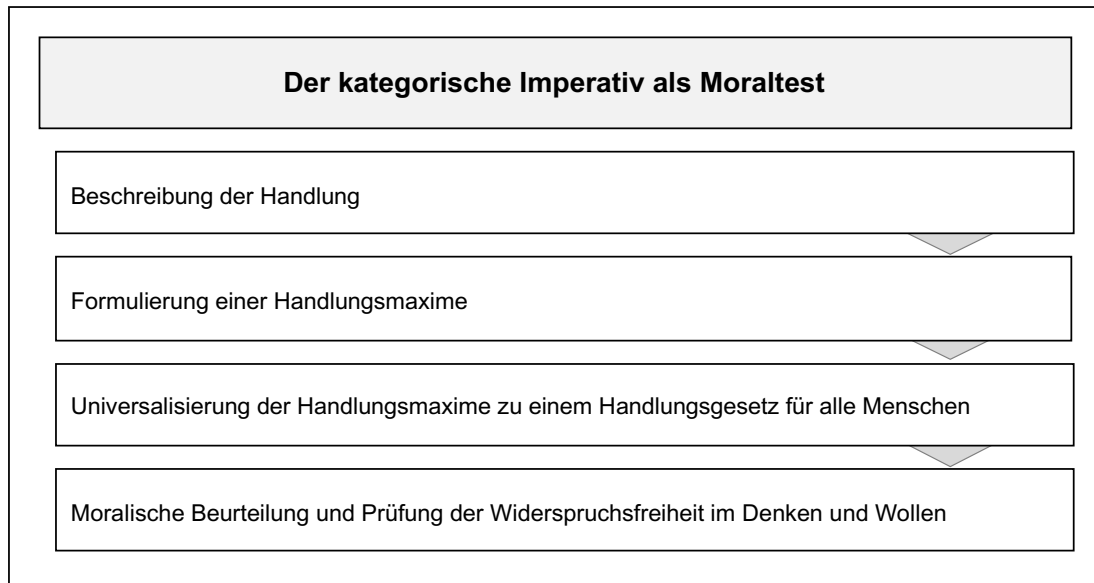 Der kategorische Imperativ als Moraltest
Beschreibung der Handlung
Formulierung einer Handlungsmaxime
Universalisierung der Handlungsmaxime zu einem Handlungsgesetz für alle Menschen
Moralische Beurteilung und Prüfung der Widerspruchsfreiheit im Denken und Wollen